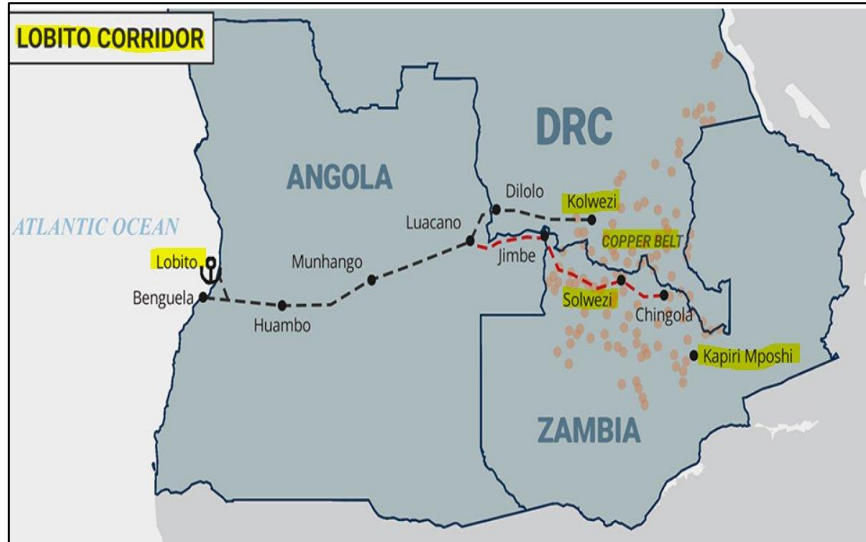 LOBITO CORRIDOR
DRC
ANGOLA
Dilolo
Kolwezi
ATLANTIC OCEAN
Luacano
COPPER BELT
Lobito
Munhango
Jimbe
Benguela
Solwezi
Huambo
Chingola
Kapiri Mposhi
ZAMBIA